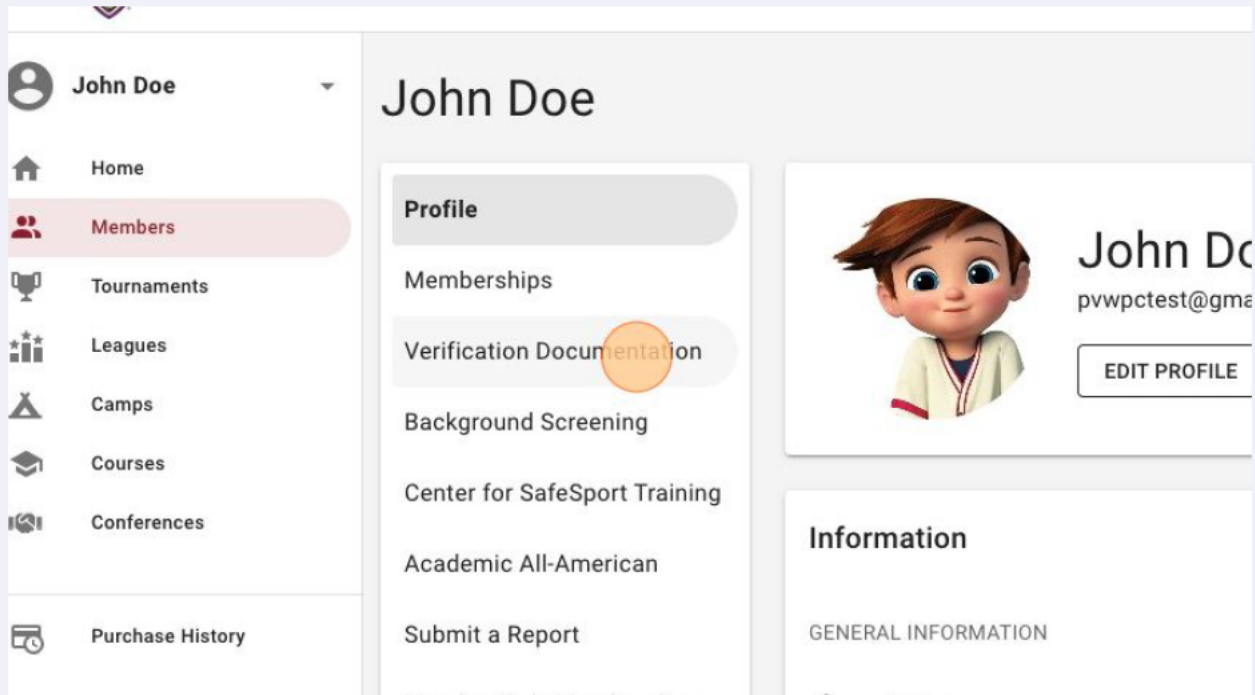 John Doe
Home
Members
Tournaments
Leagues
Camps
Courses
Conferences
Purchase History
John Doe
Profile
Memberships
Verification Documentation
Background Screening
Center for SafeSport Training
Academic All-American
Submit a Report
John Do
pvwpctest@gma
EDIT PROFILE
Information
GENERAL INFORMATION